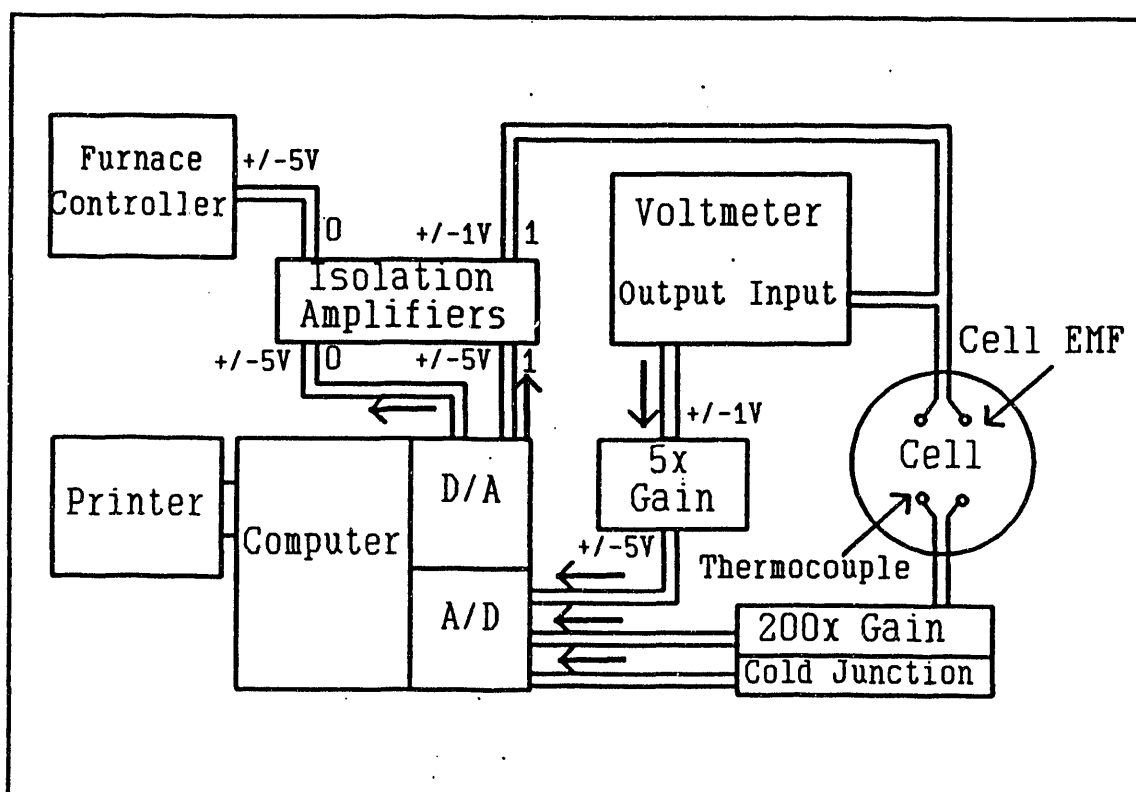 Furnace
Controller
+/-5V
0
+/-1V
1
Isolation
Amplifiers
+/-5V
0
+/-5V
1
Voltmeter
Output Input
Cell EMF
+/-1V
5x
Gain
+/-5V
Cell
Thermocouple
Printer
Computer
D/A
A/D
200x Gain
Cold Junction